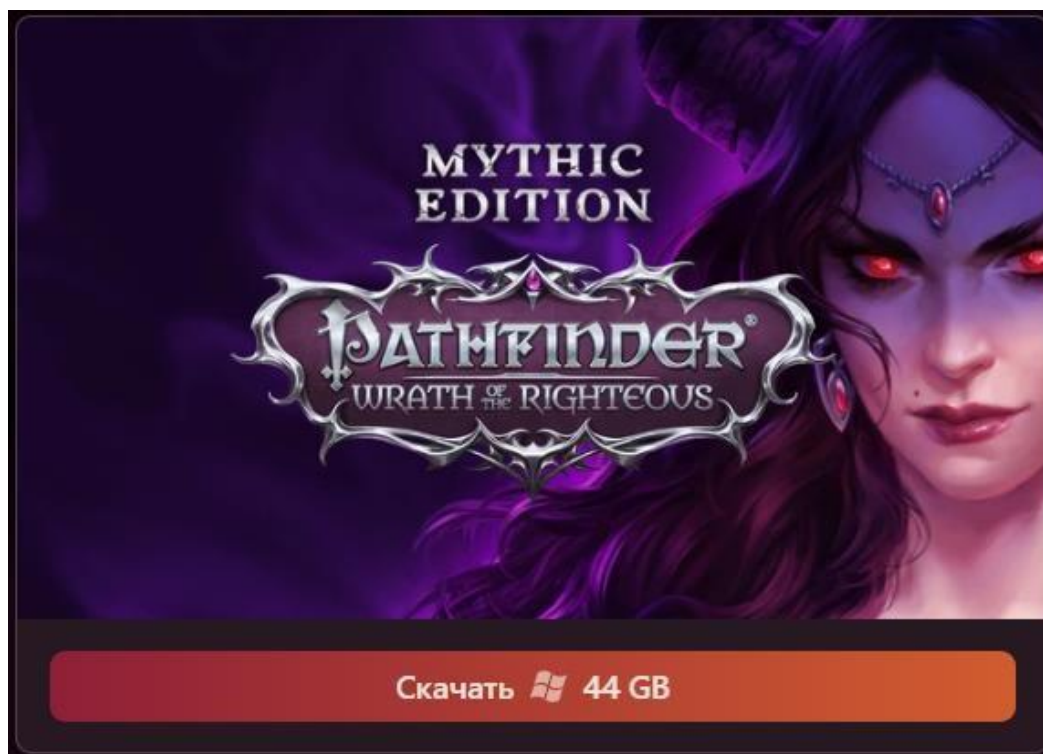 MYTHIC
EDITION
PATHFINDER®
WRATH OF THE RIGHTEOUS
Скачать 44 GB